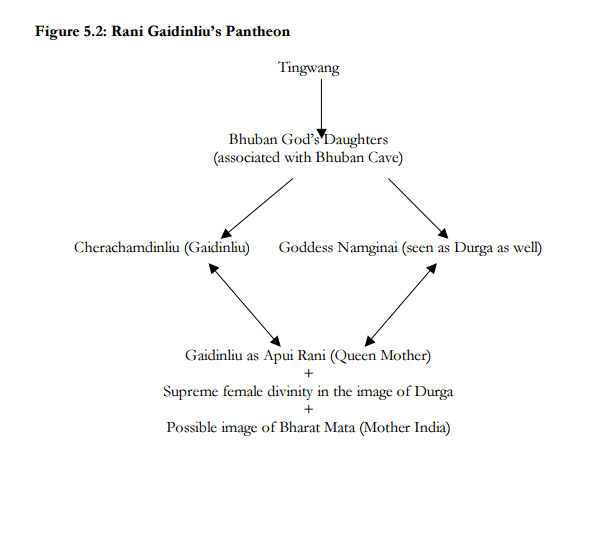 Figure 5.2: Rani Gaidinliu's Pantheon
Tingwang
Bhuban God's Daughters
(associated with Bhuban Cave)
Cherachamdinliu (Gaidinliu)
Goddess Namginai (seen as Durga as well)
Gaidinliu as Apui Rani (Queen Mother)
+
Supreme female divinity in the image of Durga
+
Possible image of Bharat Mata (Mother India)